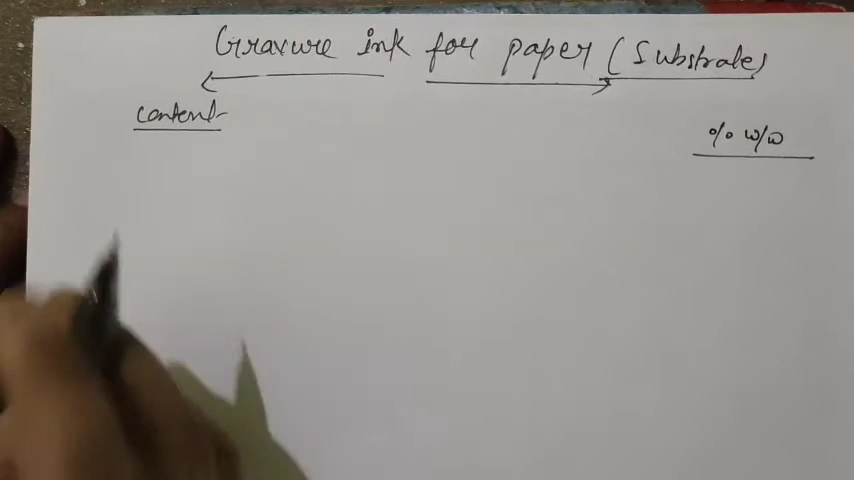 Gravure ink for paper (Substrate)
content-
% w/w